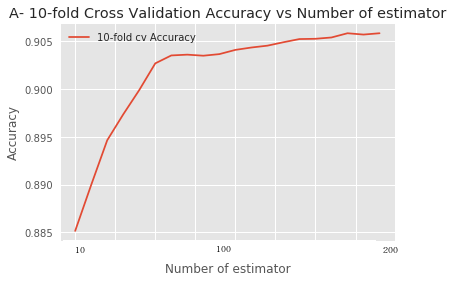 A- 10-fold Cross Validation Accuracy vs Number of estimator
10-fold cv Accuracy
Accuracy
0.905
0.900
0.895
0.890
0.885
10 100 200
Number of estimator